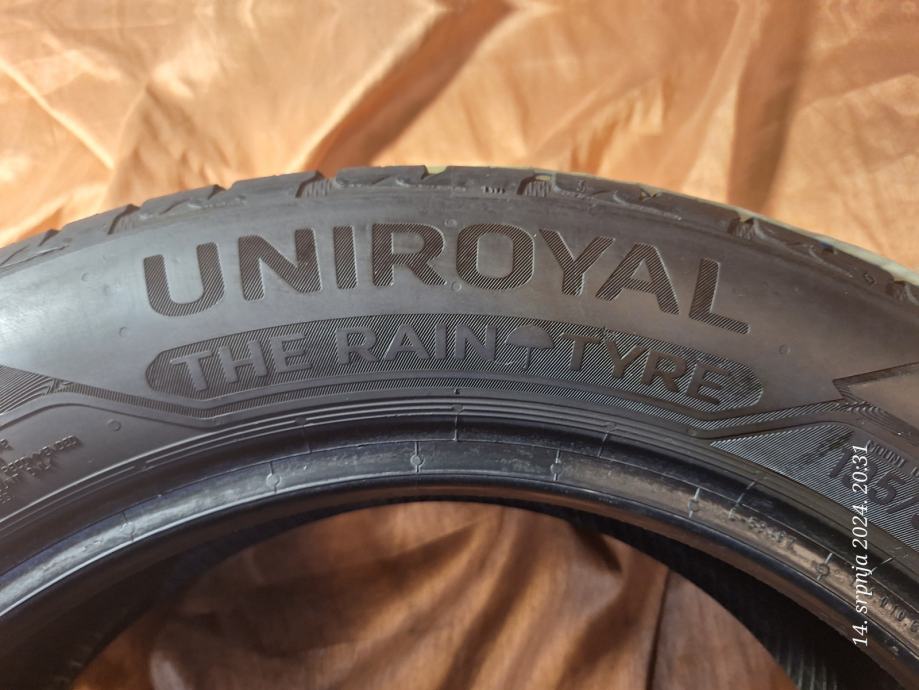 UNIROYAL
THE RAIN TYRE
14. srpnja 2024. 20:31